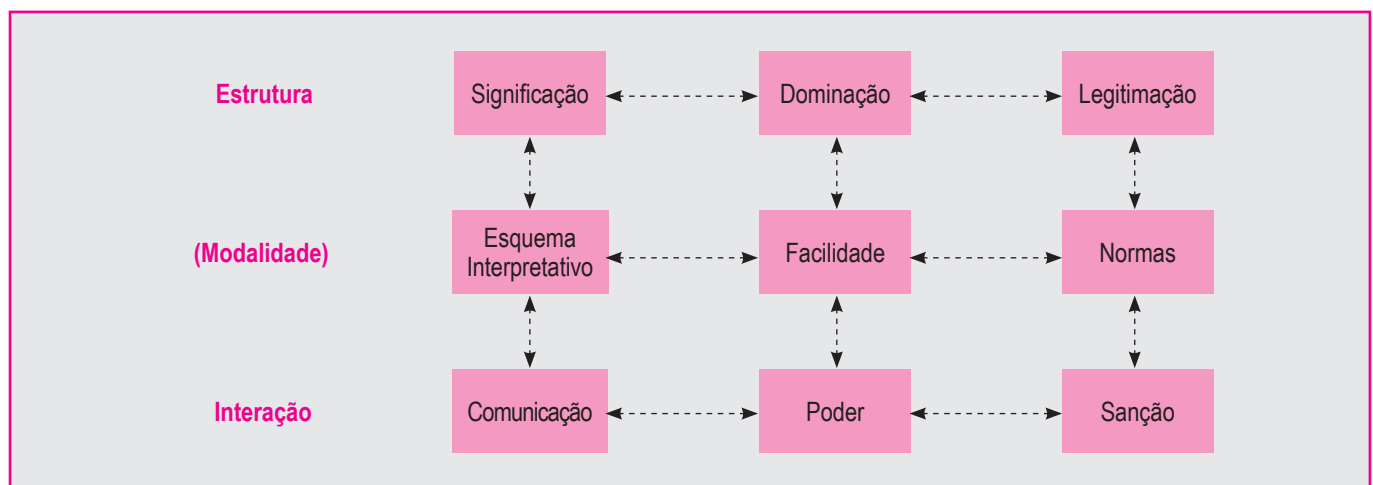 Estrutura
Significação
Dominação
Legitimação
(Modalidade)
Esquema
Interpretativo
Facilidade
Normas
Interação
Comunicação
Poder
Sanção